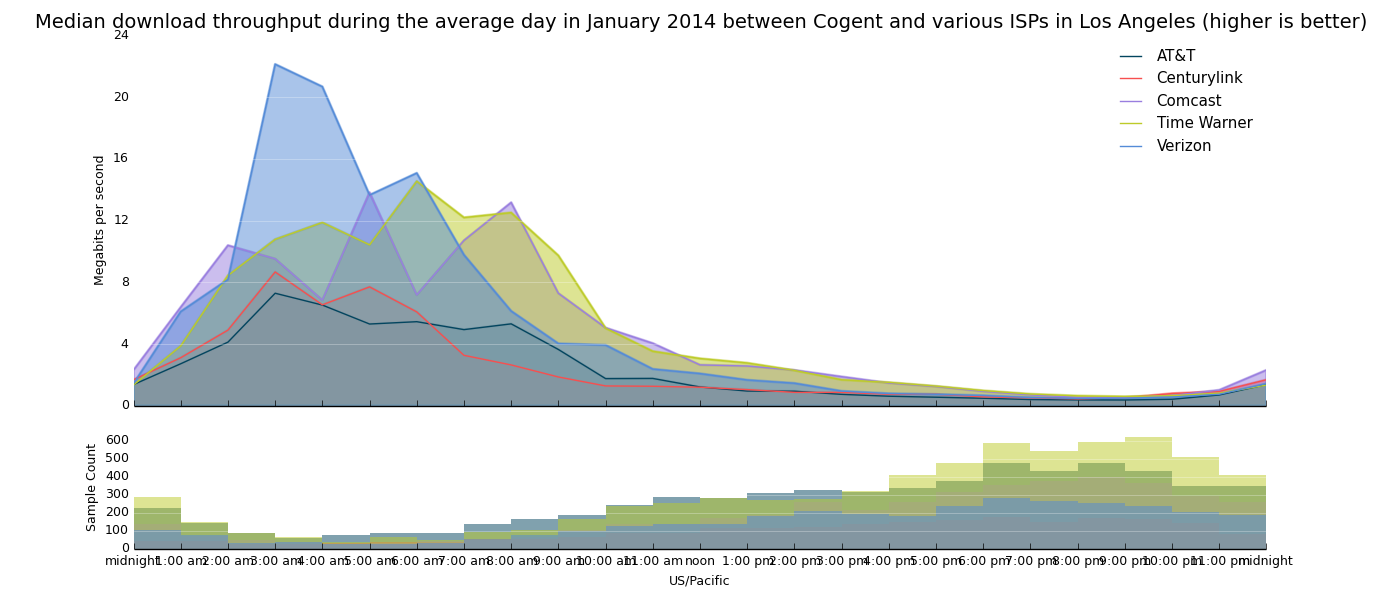 Median download throughput during the average day in January 2014 between Cogent and various ISPs in Los Angeles (higher is better)
24
20
16
12
8
4
0
Megabits per second
AT&T
Centurylink
Comcast
Time Warner
Verizon
600
500
400
300
200
100
0
Sample Count
midnight 1:00 am 2:00 am 3:00 am 4:00 am 5:00 am 6:00 am 7:00 am 8:00 am 9:00 am 10:00 am 11:00 am noon 1:00 pm 2:00 pm 3:00 pm 4:00 pm 5:00 pm 6:00 pm 7:00 pm 8:00 pm 9:00 pm 10:00 pm 11:00 pm midnight
US/Pacific